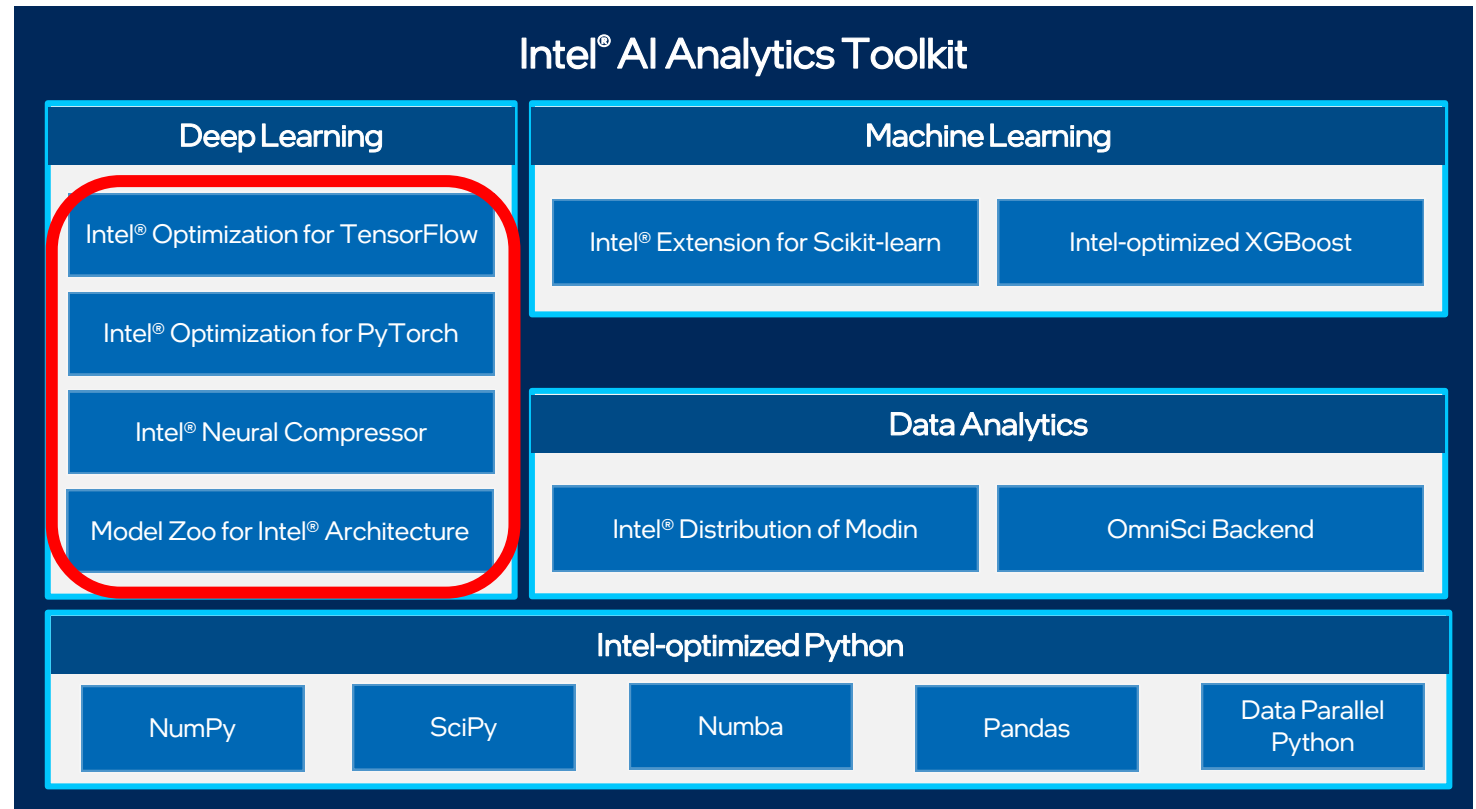 Intel® AI Analytics Toolkit
Deep Learning
Intel® Optimization for TensorFlow
Intel® Optimization for PyTorch
Intel® Neural Compressor
Model Zoo for Intel® Architecture
Machine Learning
Intel® Extension for Scikit-learn
Intel-optimized XGBoost
Data Analytics
Intel® Distribution of Modin
OmniSci Backend
Intel-optimized Python
NumPy
SciPy
Numba
Pandas
Data Parallel
Python